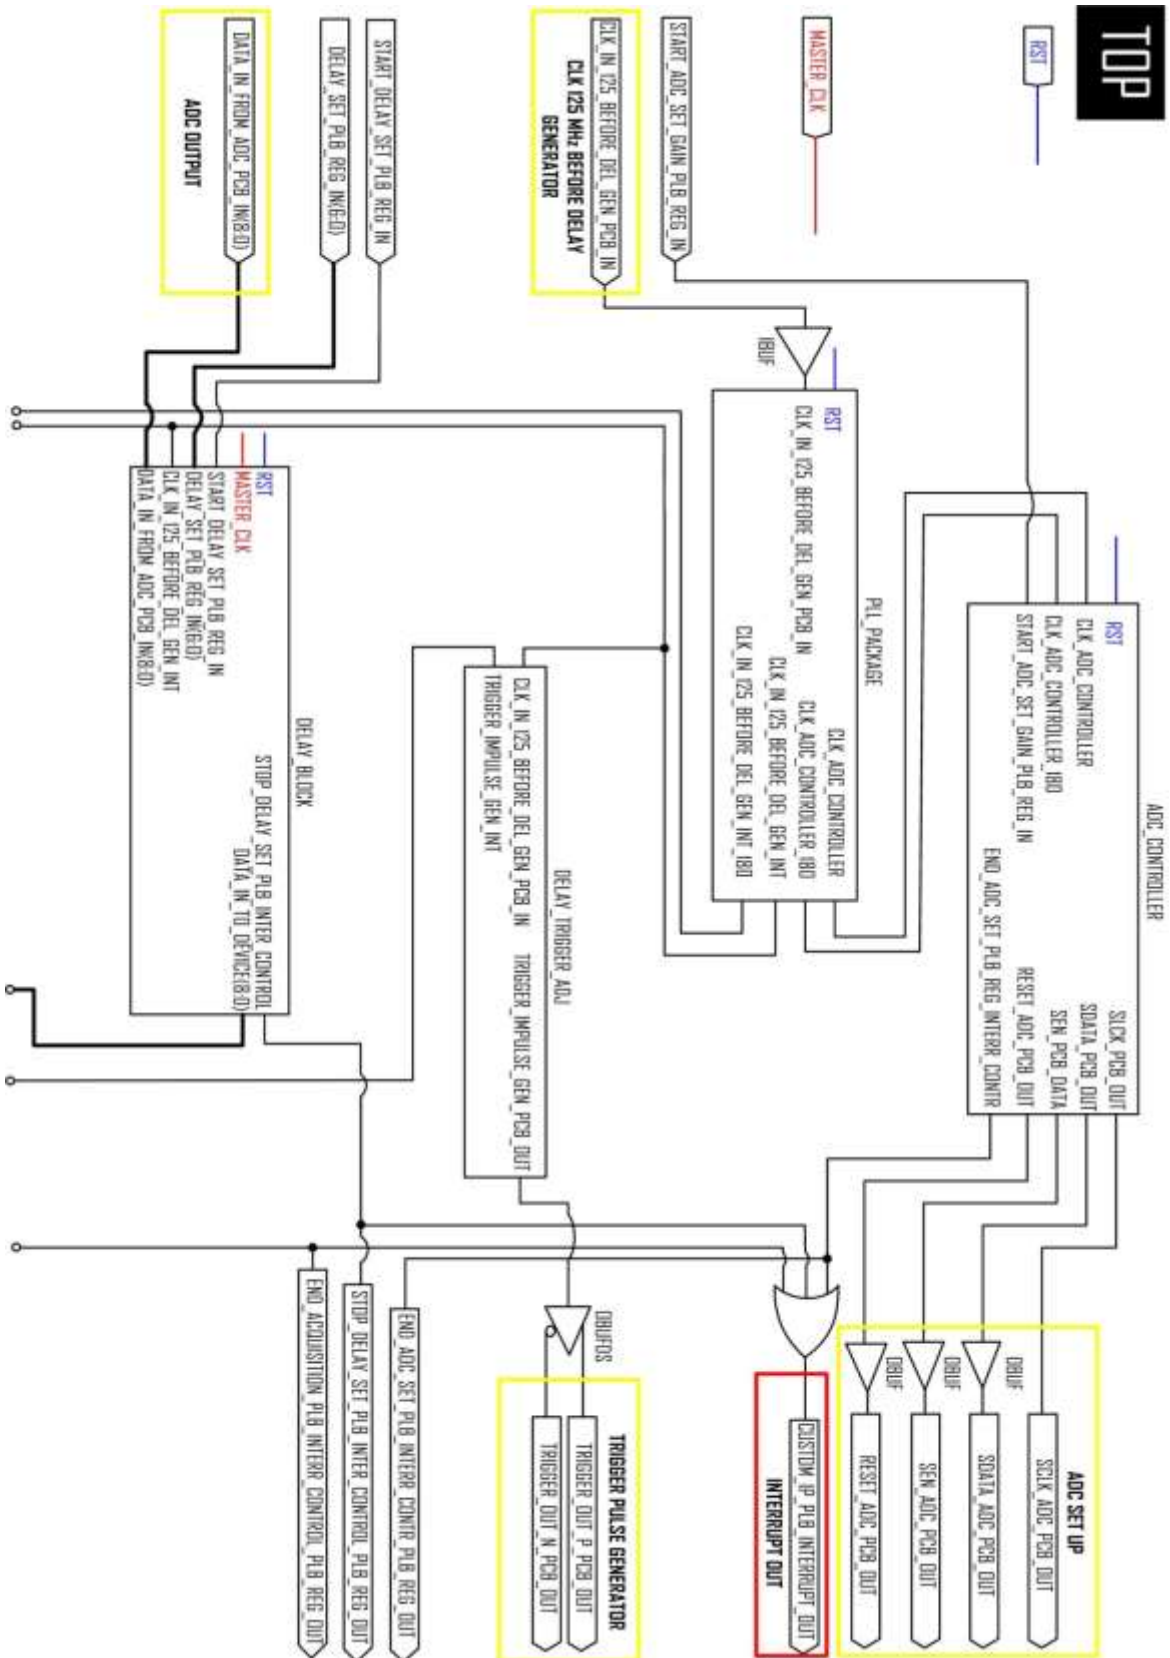 TOP
RST
MASTER_CLK
START_ADC_SET_GAIN_PLB_REG_IN
CLK_IN_125_BEFORE_DEL_GEN_PCB_IN
CLK 125 MHz BEFORE DELAY
GENERATOR
START_DELAY_SET_PLB_REG_IN
DELAY_SET_PLB_REG_IN(6:0)
DATA_IN_FROM_ADC_PCB_IN(8:0)
ADC OUTPUT
ADC_CONTROLLER
RST
CLK_ADC_CONTROLLER
CLK_ADC_CONTROLLER_180
START_ADC_SET_GAIN_PLB_REG_IN
SLCK_PCB_OUT
SDATA_PCB_OUT
SEN_PCB_DATA
RESET_ADC_PCB_OUT
END_ADC_SET_PLB_REG_INTERR_CONTR
IBUF
PLL_PACKAGE
RST
CLK_IN_125_BEFORE_DEL_GEN_PCB_IN
CLK_ADC_CONTROLLER
CLK_ADC_CONTROLLER_180
CLK_IN_125_BEFORE_DEL_GEN_INT
CLK_IN_125_BEFORE_DEL_GEN_INT_180
DELAY_TRIGGER_ADJ
CLK_IN_125_BEFORE_DEL_GEN_PCB_IN
TRIGGER_IMPULSE_GEN_INT
TRIGGER_IMPULSE_GEN_PCB_OUT
DELAY_BLOCK
RST
MASTER_CLK
START_DELAY_SET_PLB_REG_IN
DELAY_SET_PLB_REG_IN(6:0)
CLK_IN_125_BEFORE_DEL_GEN_INT
DATA_IN_FROM_ADC_PCB_IN(8:0)
STOP_DELAY_SET_PLB_INTER_CONTROL
DATA_IN_TO_DEVICE(8:0)
ADC SET UP
SCLK_ADC_PCB_OUT
OBUF
SDATA_ADC_PCB_OUT
OBUF
SEN_ADC_PCB_OUT
OBUF
RESET_ADC_PCB_OUT
CUSTOM_IP_PLB_INTERRUPT_OUT
INTERRUPT OUT
OBUFDS
TRIGGER PULSE GENERATOR
TRIGGER_OUT_P_PCB_OUT
TRIGGER_OUT_N_PCB_OUT
END_ADC_SET_PLB_INTERR_CONTR_PLB_REG_OUT
STOP_DELAY_SET_PLB_INTER_CONTROL_PLB_REG_OUT
END_ACQUISITION_PLB_INTERR_CONTROL_PLB_REG_OUT